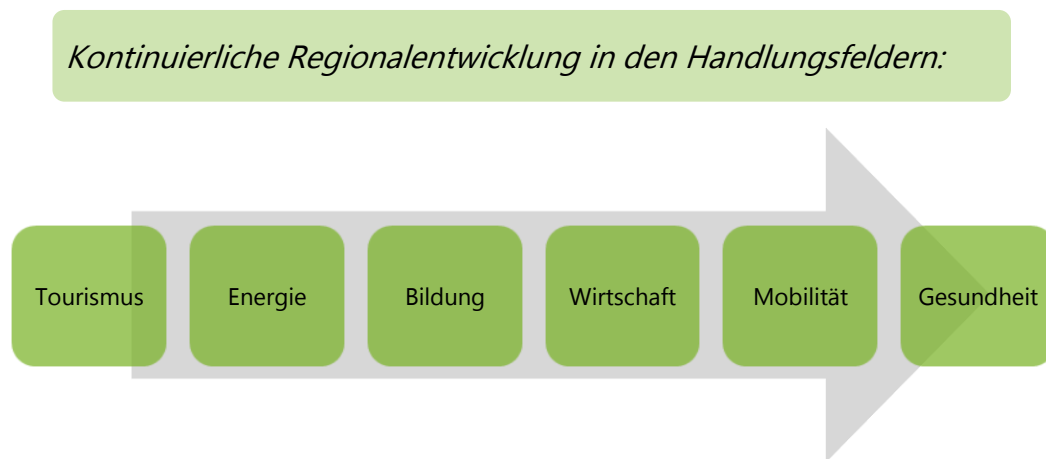 Kontinuierliche Regionalentwicklung in den Handlungsfeldern:
Tourismus
Energie
Bildung
Wirtschaft
Mobilität
Gesundheit